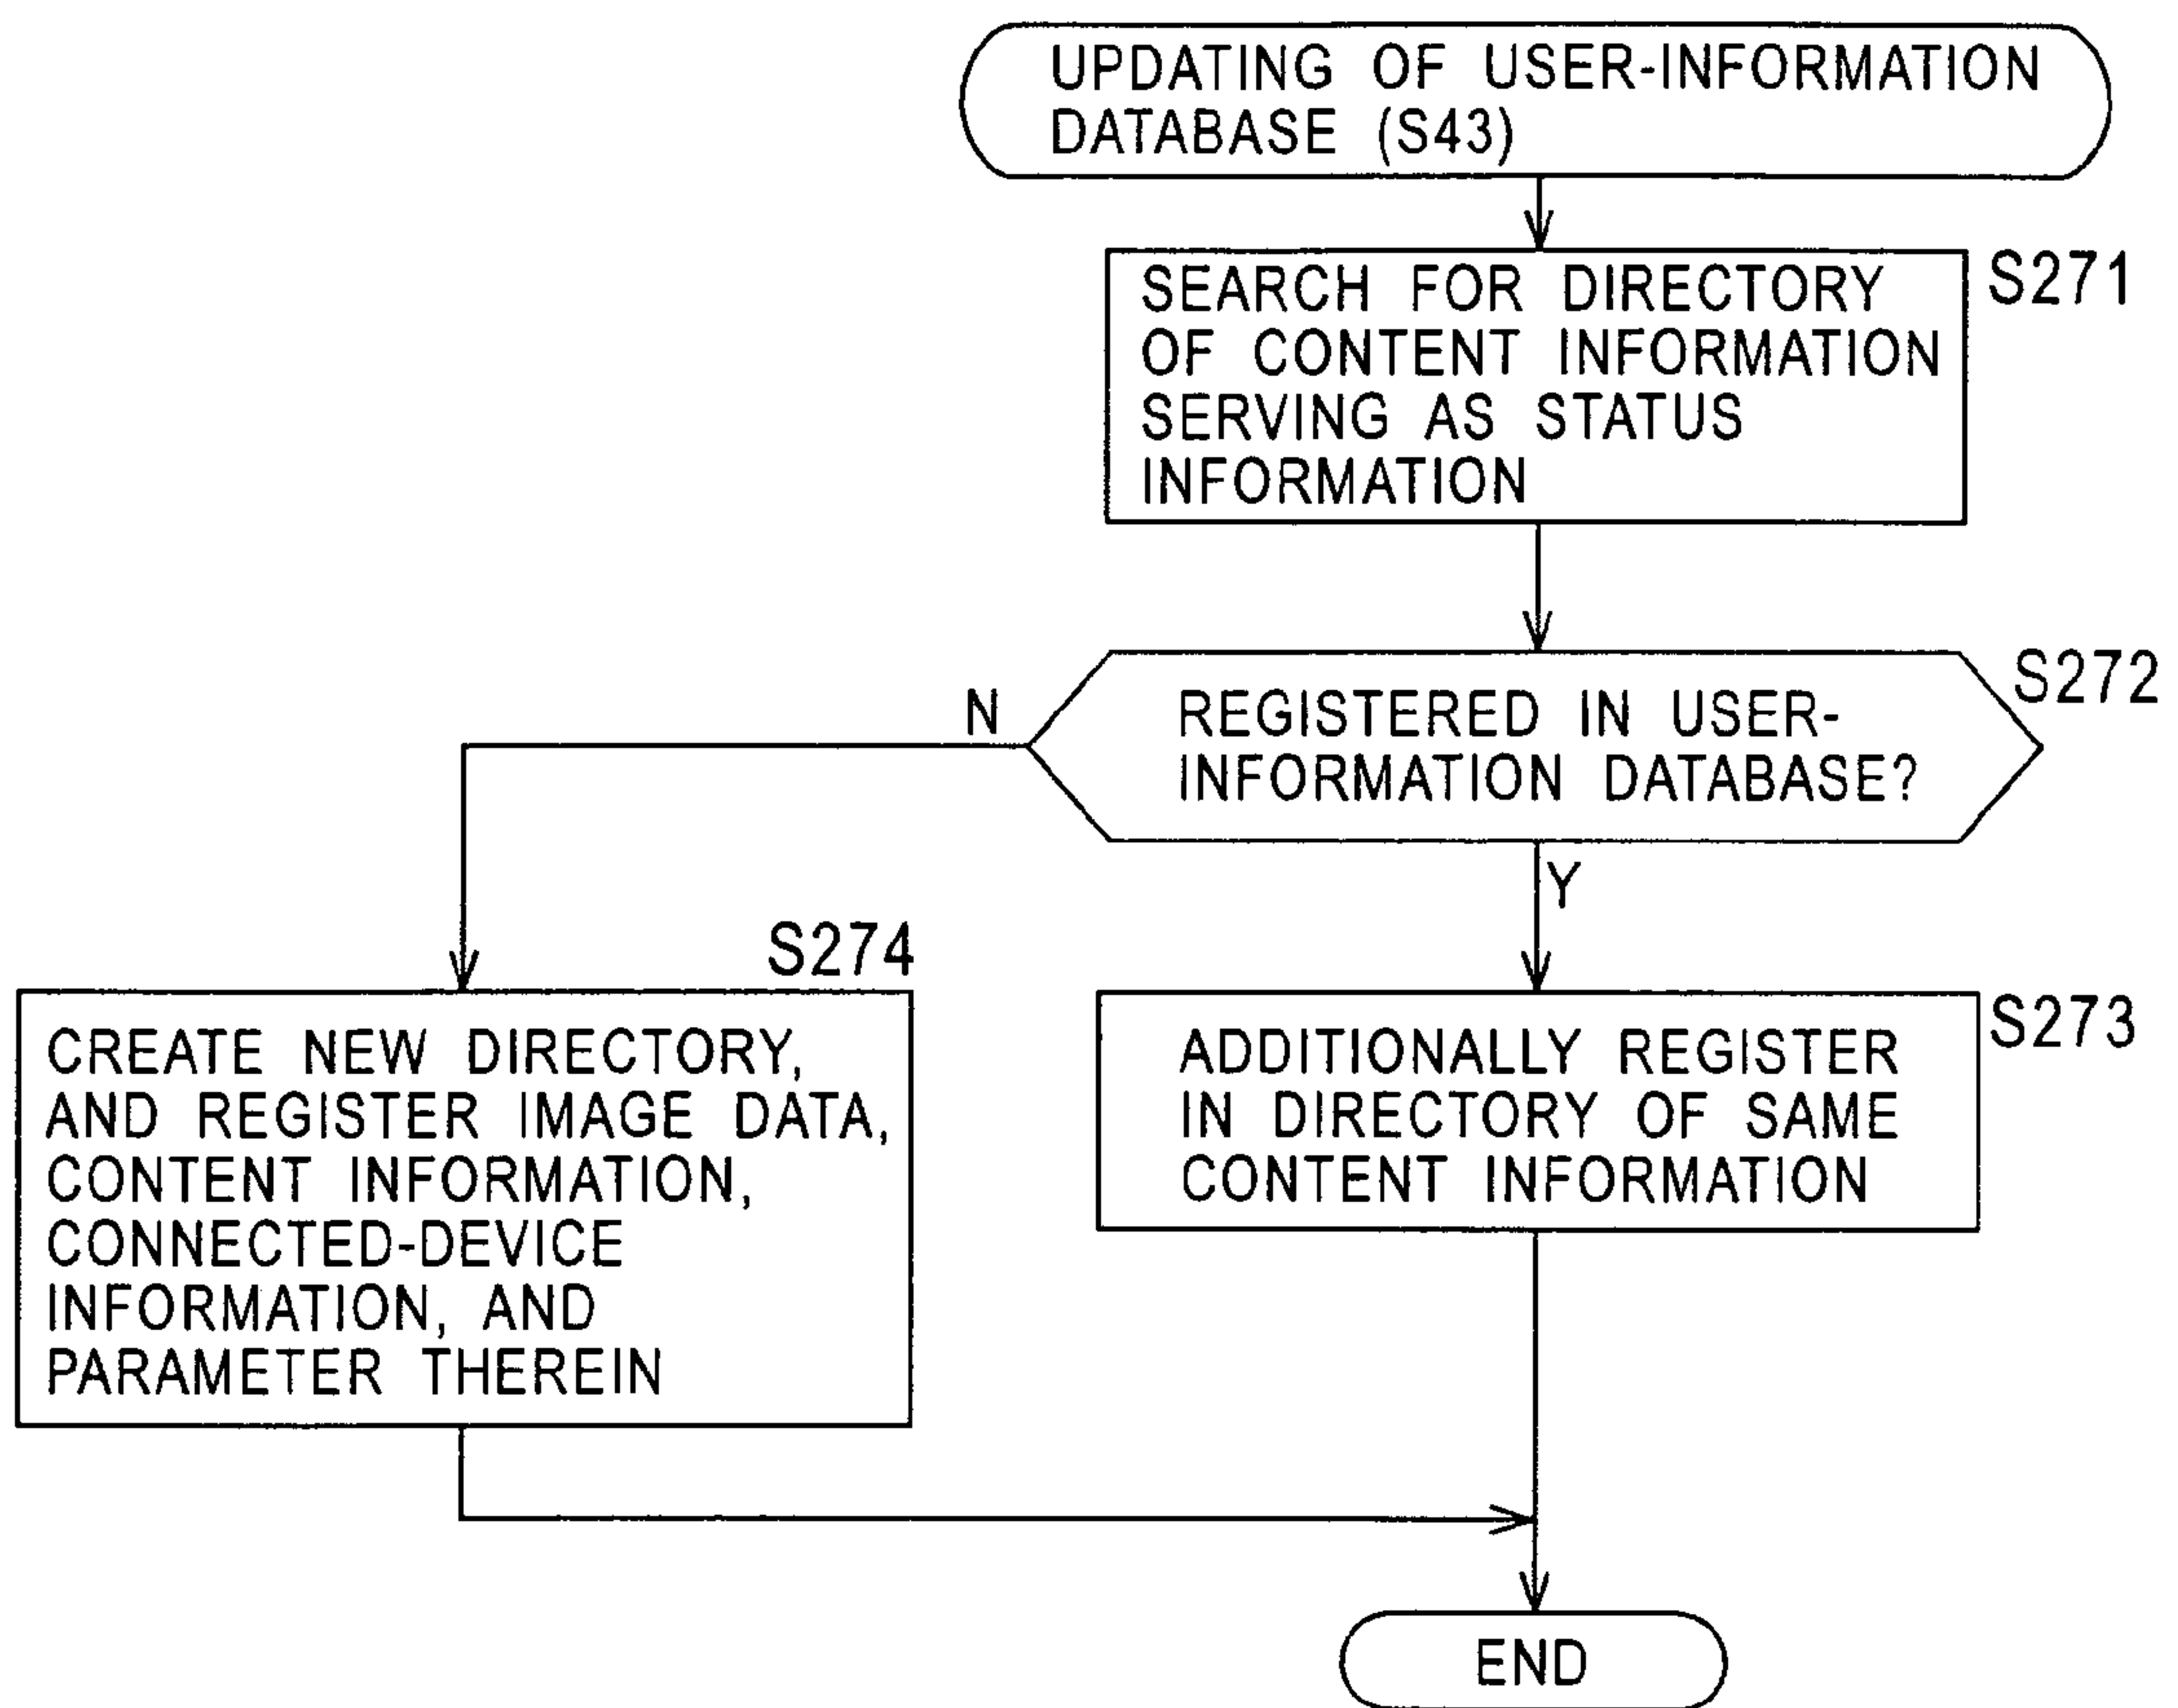 UPDATING OF USER-INFORMATION
DATABASE (S43)
S271
SEARCH FOR DIRECTORY
OF CONTENT INFORMATION
SERVING AS STATUS
INFORMATION
S272
N
REGISTERED IN USER-
INFORMATION DATABASE?
Y
S274
CREATE NEW DIRECTORY,
AND REGISTER IMAGE DATA,
CONTENT INFORMATION,
CONNECTED-DEVICE
INFORMATION, AND
PARAMETER THEREIN
S273
ADDITIONALLY REGISTER
IN DIRECTORY OF SAME
CONTENT INFORMATION
END